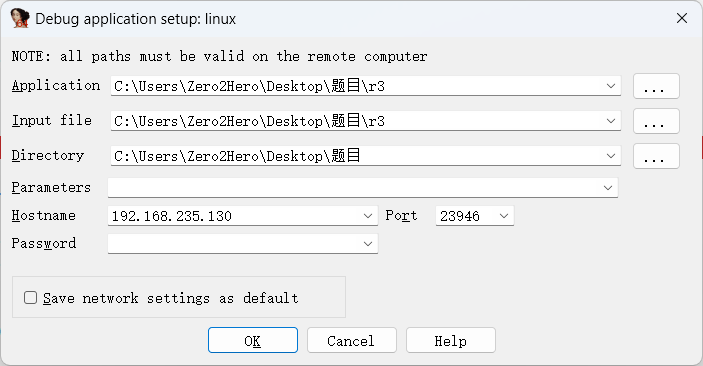 Debug application setup: linux
NOTE: all paths must be valid on the remote computer
Application C:\Users\Zero2Hero\Desktop\题目\r3 ...
Input file C:\Users\Zero2Hero\Desktop\题目\r3 ...
Directory C:\Users\Zero2Hero\Desktop\题目 ...
Parameters
Hostname 192.168.235.130 Port 23946
Password
Save network settings as default
OK Cancel Help